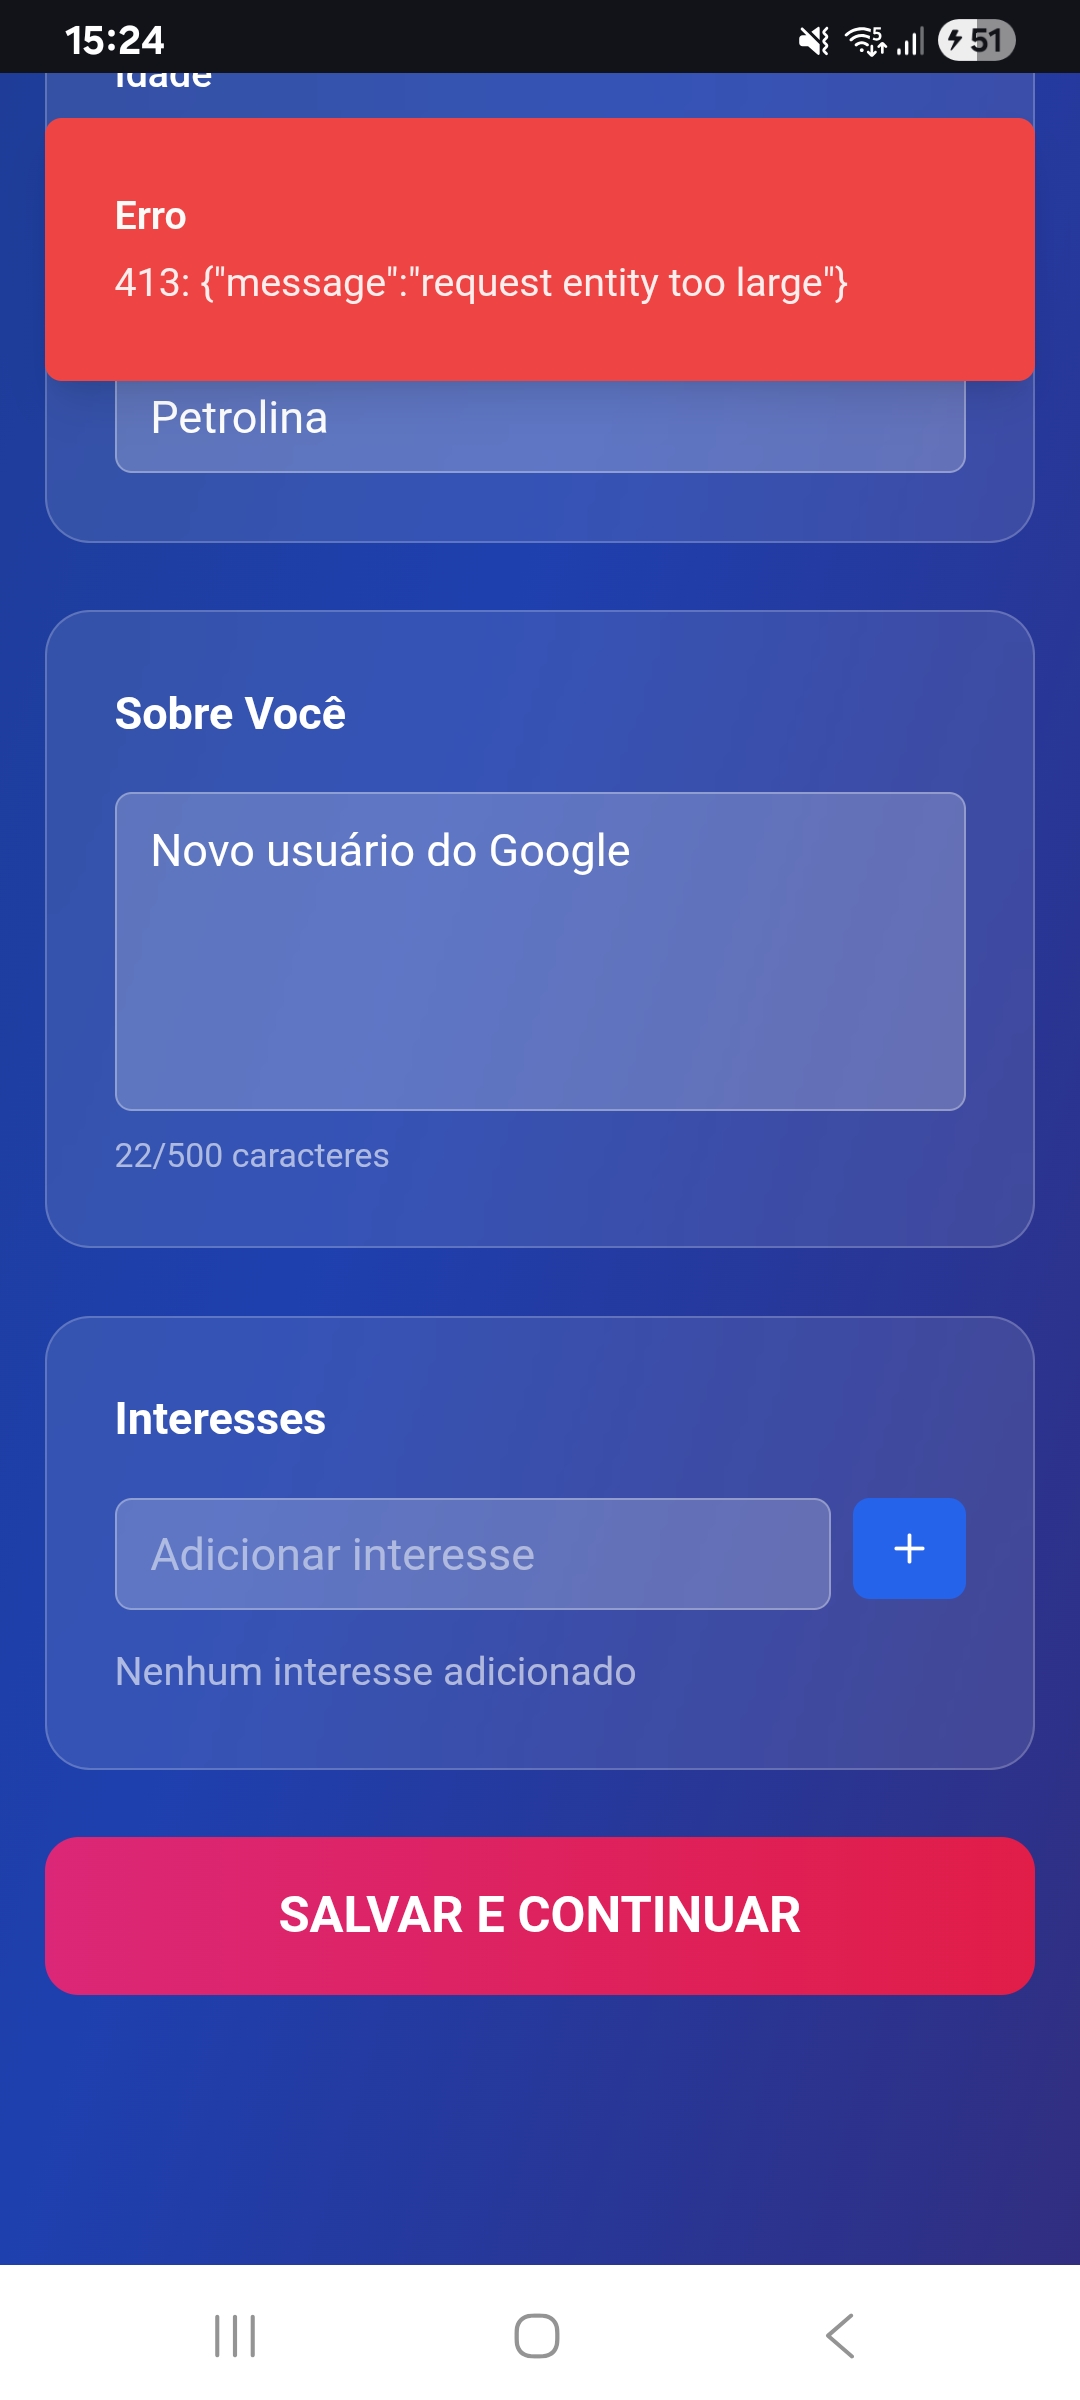 15:24
5
51
Idade
Erro
413: {"message":"request entity too large"}
Petrolina
Sobre Você
Novo usuário do Google
22/500 caracteres
Interesses
Adicionar interesse
+
Nenhum interesse adicionado
SALVAR E CONTINUAR